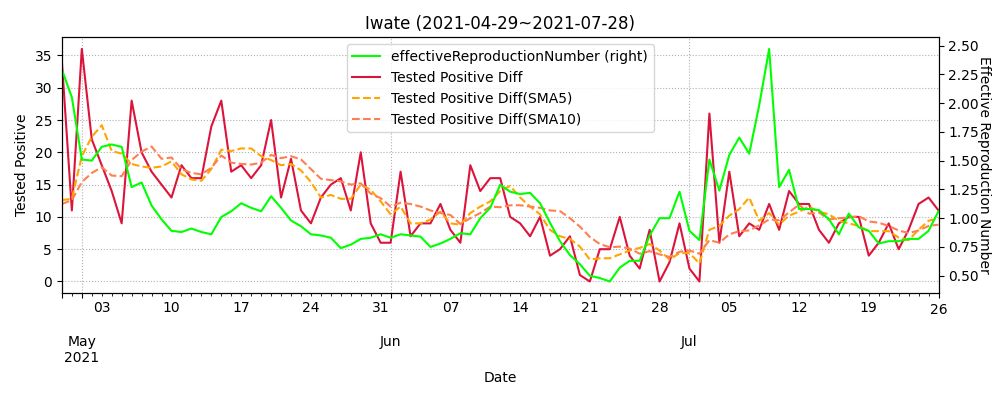 Iwate (2021-04-29~2021-07-28)
effectiveReproductionNumber (right)
Tested Positive Diff
Tested Positive Diff(SMA5)
Tested Positive Diff(SMA10)
Tested Positive
35
30
25
20
15
10
5
0
2.50
2.25
2.00
1.75
1.50
1.25
1.00
0.75
0.50
Effective Reproduction Number
03 10 17 24 31 07 14 21 28 05 12 19 26
May Jun Jul
2021
Date